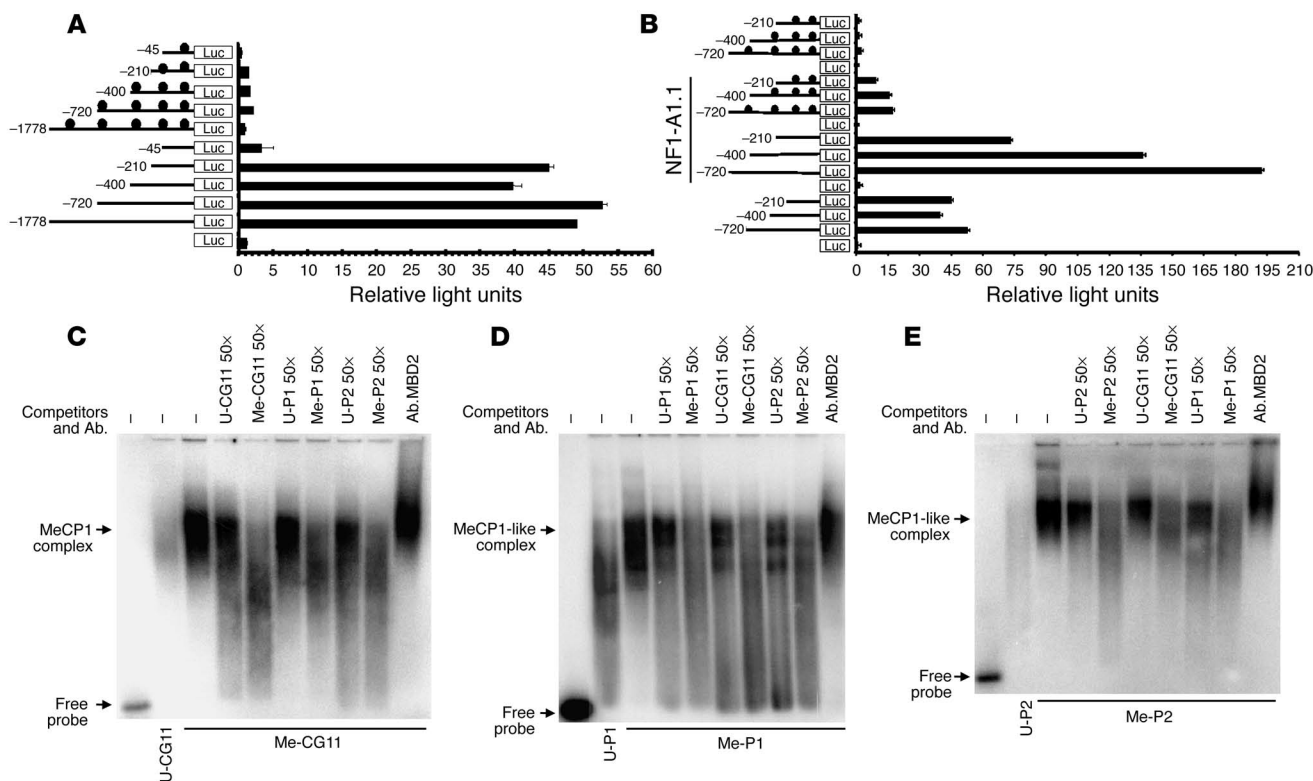 A
−45 Luc
−210 Luc
−400 Luc
−720 Luc
−1778 Luc
−45 Luc
−210 Luc
−400 Luc
−720 Luc
−1778 Luc
Luc
0 5 10 15 20 25 30 35 40 45 50 55 60
Relative light units
B
−210 Luc
−400 Luc
−720 Luc
Luc
NF1-A1.1
−210 Luc
−400 Luc
−720 Luc
Luc
−210 Luc
−400 Luc
−720 Luc
Luc
−210 Luc
−400 Luc
−720 Luc
Luc
0 15 30 45 60 75 90 105 120 135 150 165 180 195 210
Relative light units
C
Competitors
and Ab.
– – – U-CG11 50× Me-CG11 50× U-P1 50× Me-P1 50× U-P2 50× Me-P2 50× Ab.MBD2
MeCP1
complex
Free
probe
U-CG11
Me-CG11
D
Competitors
and Ab.
– – – U-P1 50× Me-P1 50× U-CG11 50× Me-CG11 50× U-P2 50× Me-P2 50× Ab.MBD2
MeCP1-like
complex
Free
probe
U-P1
Me-P1
E
Competitors
and Ab.
– – – U-P2 50× Me-P2 50× U-CG11 50× Me-CG11 50× U-P1 50× Me-P1 50× Ab.MBD2
MeCP1-like
complex
Free
probe
U-P2
Me-P2